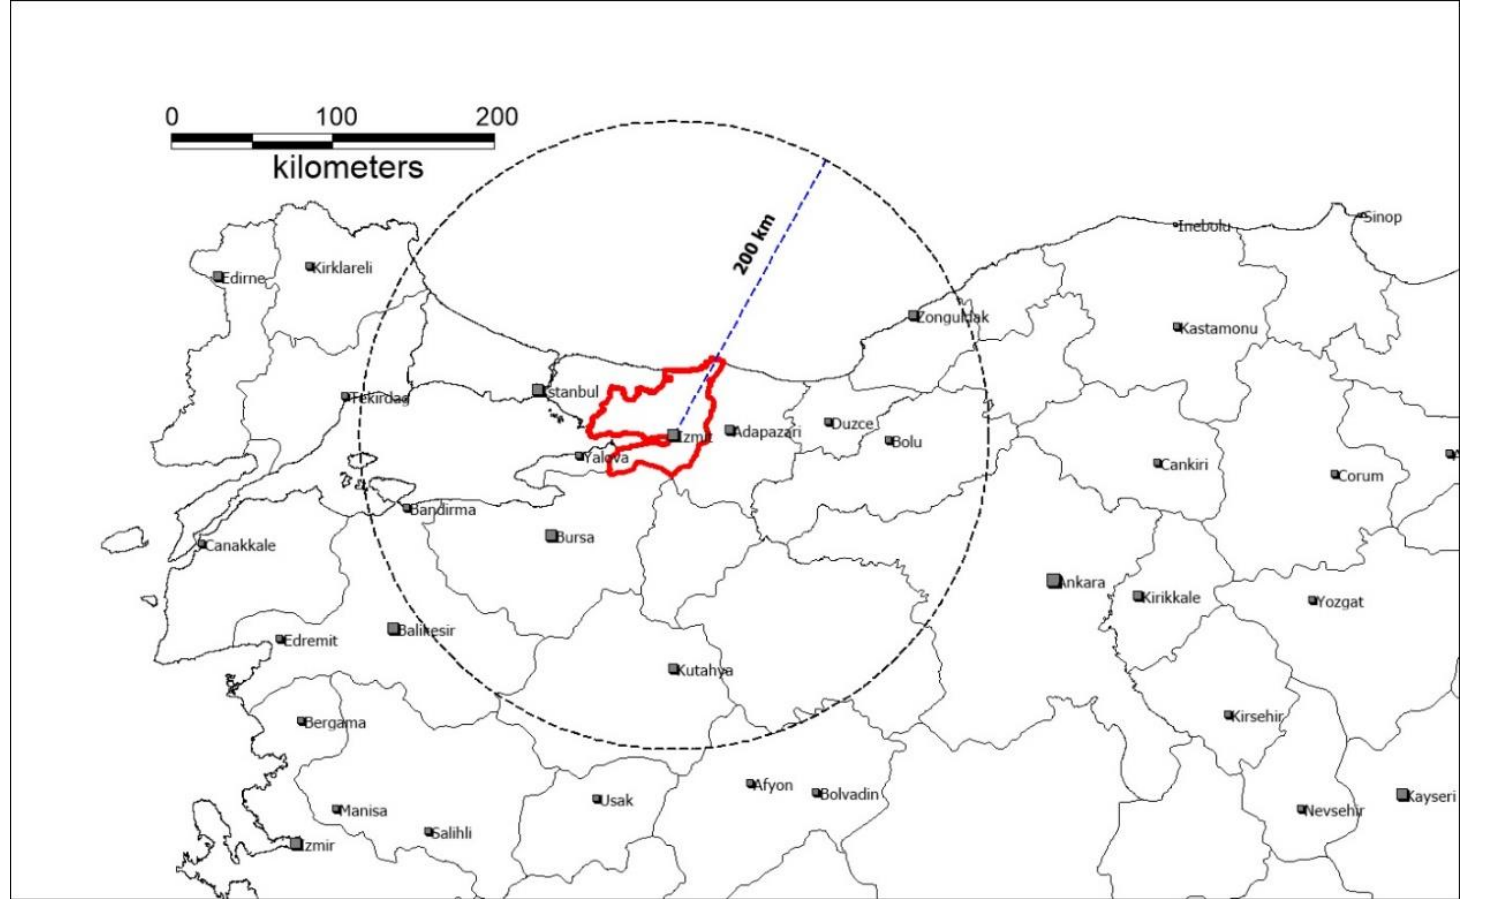 0 100 200
kilometers
200 km
Sinop
Inebolu
Kirklareli
Edirne
Zonguldak
Kastamonu
Istanbul
Tekirdag
Izmit
Adapazari
Duzce
Bolu
Yalova
Cankiri
Corum
Bandirma
Bursa
Canakkale
Ankara
Kirikkale
Yozgat
Balikesir
Edremit
Kutahya
Kirsehir
Bergama
Afyon
Bolvadin
Usak
Manisa
Salihli
Izmir
Nevsehir
Kayseri